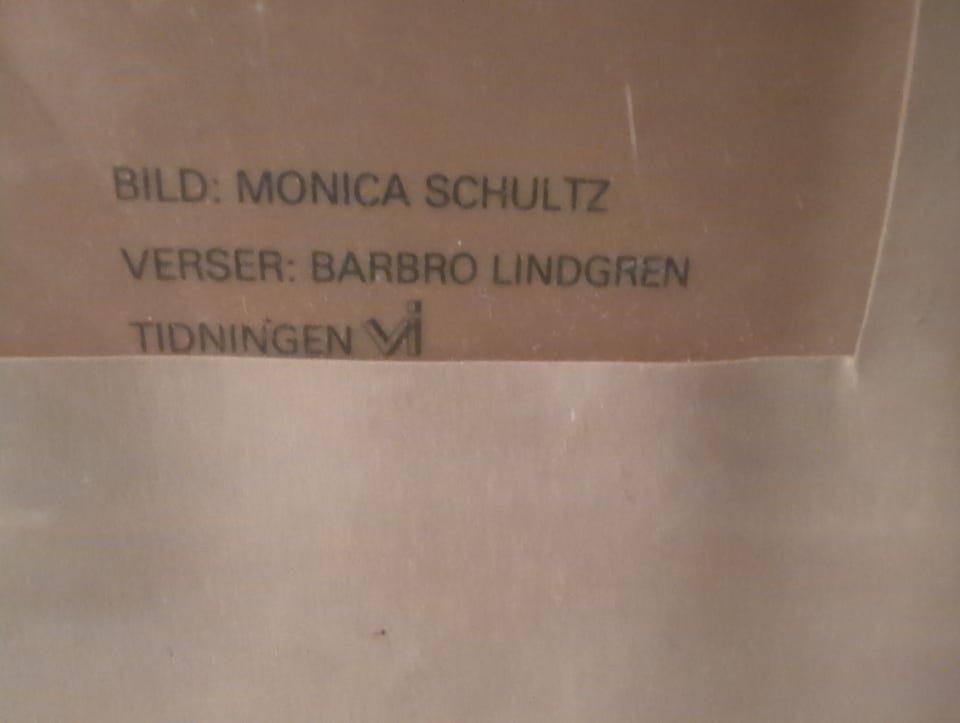 BILD: MONICA SCHULTZ
VERSER: BARBRO LINDGREN
TIDNINGEN Vi